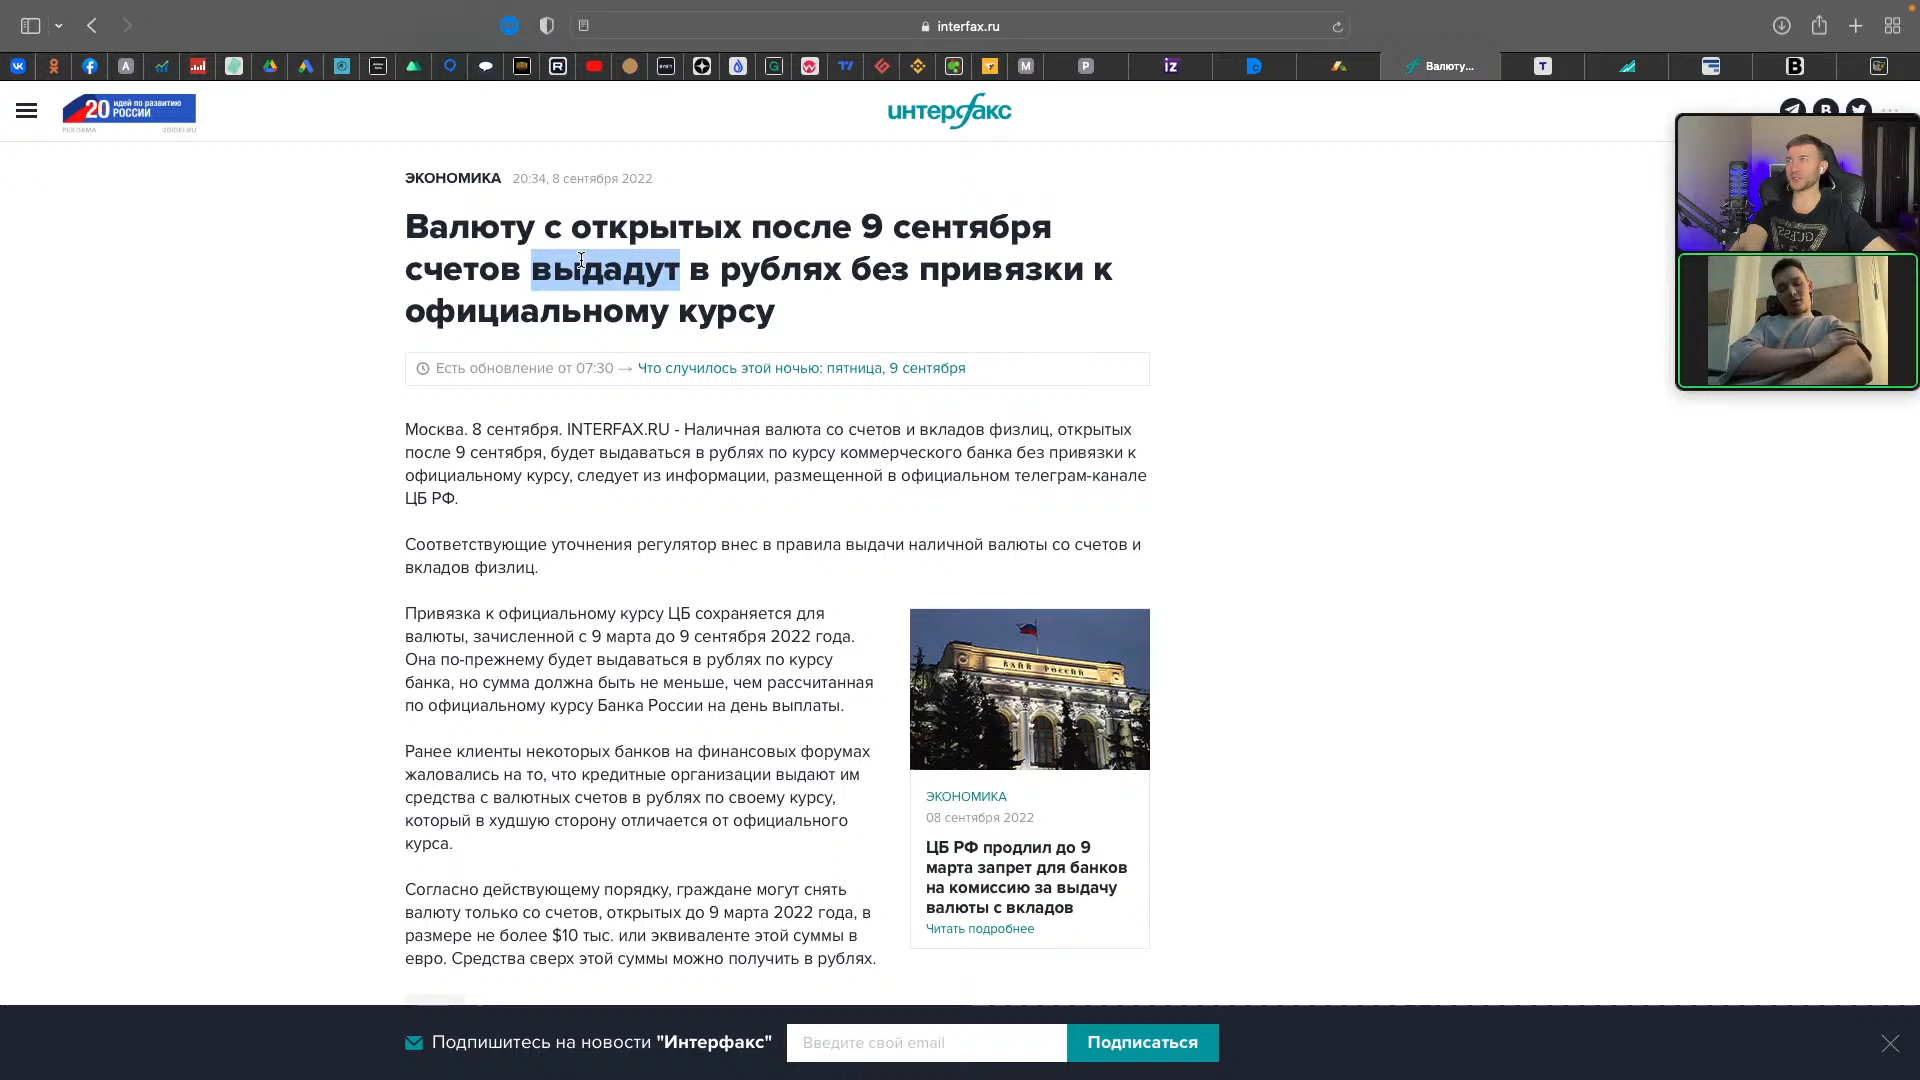 interfax.ru
Валюту...
20 идей по развитию
РОССИИ
РЕКЛАМА 20IDEI.RU
интерфакс
ЭКОНОМИКА 20:34, 8 сентября 2022
Валюту с открытых после 9 сентября
счетов выдадут в рублях без привязки к
официальному курсу
Есть обновление от 07:30 → Что случилось этой ночью: пятница, 9 сентября
Москва. 8 сентября. INTERFAX.RU - Наличная валюта со счетов и вкладов физлиц, открытых
после 9 сентября, будет выдаваться в рублях по курсу коммерческого банка без привязки к
официальному курсу, следует из информации, размещенной в официальном телеграм-канале
ЦБ РФ.
Соответствующие уточнения регулятор внес в правила выдачи наличной валюты со счетов и
вкладов физлиц.
Привязка к официальному курсу ЦБ сохраняется для
валюты, зачисленной с 9 марта до 9 сентября 2022 года.
Она по-прежнему будет выдаваться в рублях по курсу
банка, но сумма должна быть не меньше, чем рассчитанная
по официальному курсу Банка России на день выплаты.
Ранее клиенты некоторых банков на финансовых форумах
жаловались на то, что кредитные организации выдают им
средства с валютных счетов в рублях по своему курсу,
который в худшую сторону отличается от официального
курса.
Согласно действующему порядку, граждане могут снять
валюту только со счетов, открытых до 9 марта 2022 года, в
размере не более $10 тыс. или эквиваленте этой суммы в
евро. Средства сверх этой суммы можно получить в рублях.
БАНК РОССИИ
ЭКОНОМИКА
08 сентября 2022
ЦБ РФ продлил до 9
марта запрет для банков
на комиссию за выдачу
валюты с вкладов
Читать подробнее
Подпишитесь на новости "Интерфакс" Введите свой email Подписаться